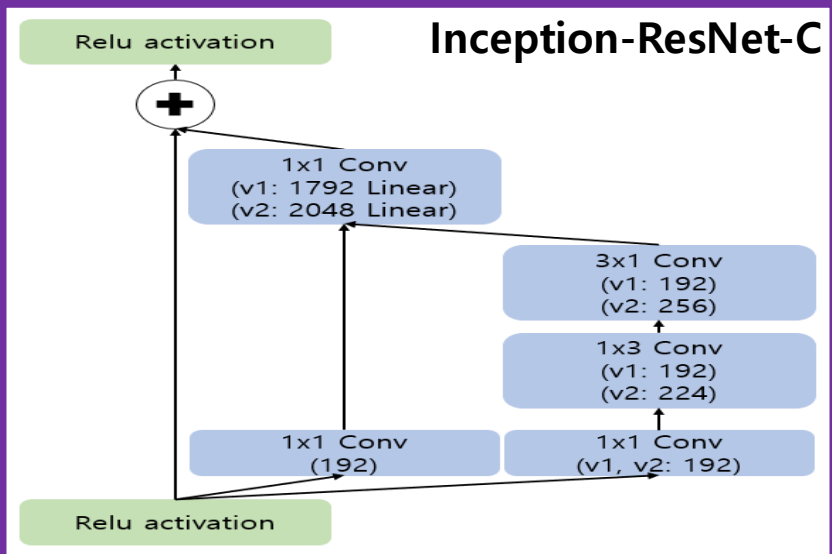 Relu activation
Inception-ResNet-C
1x1 Conv
(v1: 1792 Linear)
(v2: 2048 Linear)
3x1 Conv
(v1: 192)
(v2: 256)
1x3 Conv
(v1: 192)
(v2: 224)
1x1 Conv
(192)
1x1 Conv
(v1, v2: 192)
Relu activation